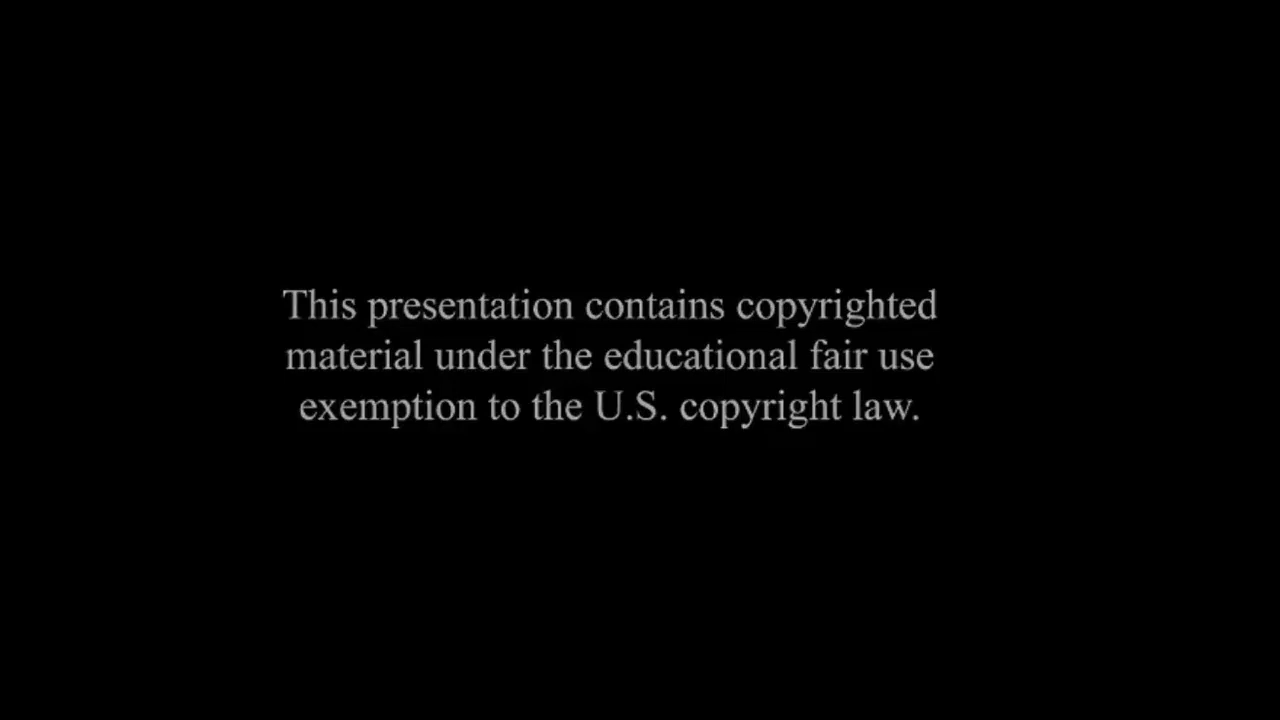 This presentation contains copyrighted
material under the educational fair use
exemption to the U.S. copyright law.